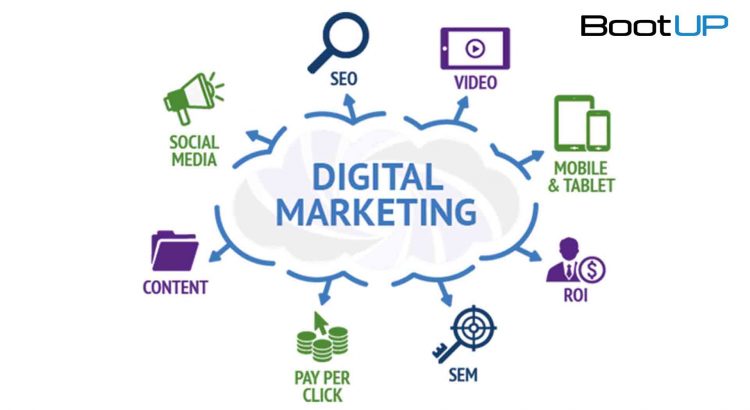 BootUP
SEO
VIDEO
SOCIAL
MEDIA
MOBILE
& TABLET
DIGITAL
MARKETING
CONTENT
ROI
$
PAY PER
CLICK
SEM